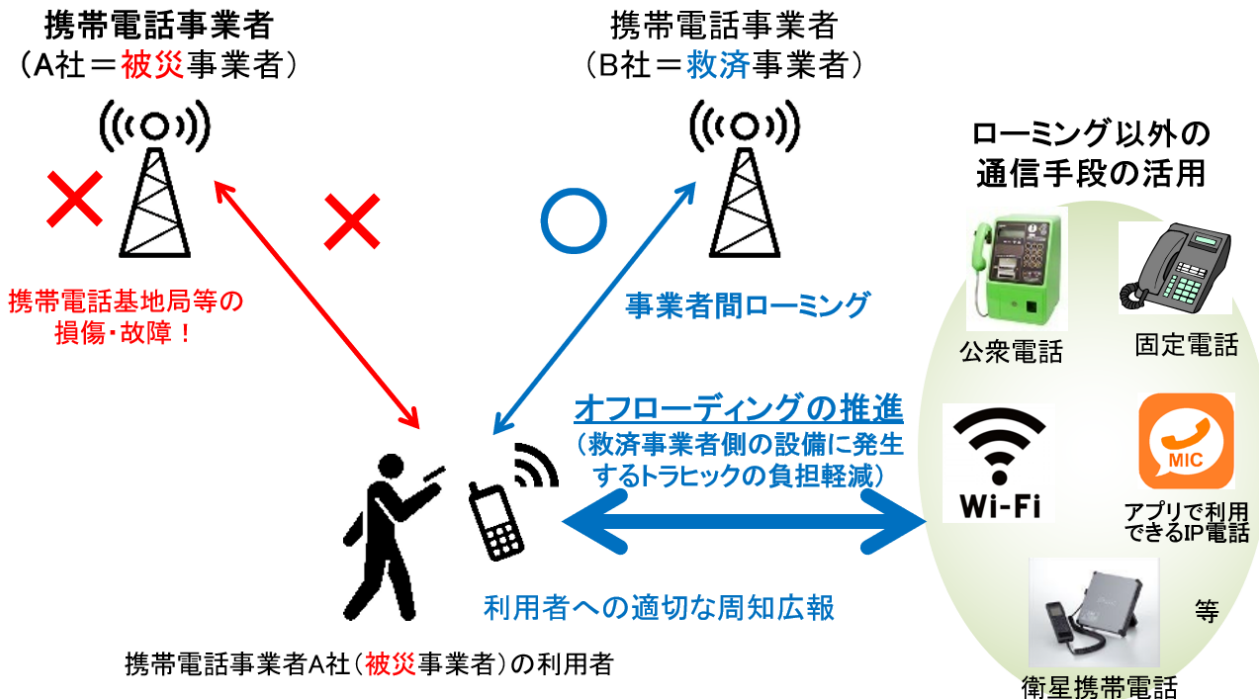 携帯電話事業者
（A社＝被災事業者）
携帯電話事業者
（B社＝救済事業者）
ローミング以外の
通信手段の活用
携帯電話基地局等の
損傷・故障！
事業者間ローミング
公衆電話
固定電話
オフローディングの推進
（救済事業者側の設備に発生
するトラヒックの負担軽減）
Wi-Fi
MIC
アプリで利用
できるIP電話
利用者への適切な周知広報
等
携帯電話事業者A社（被災事業者）の利用者
衛星携帯電話